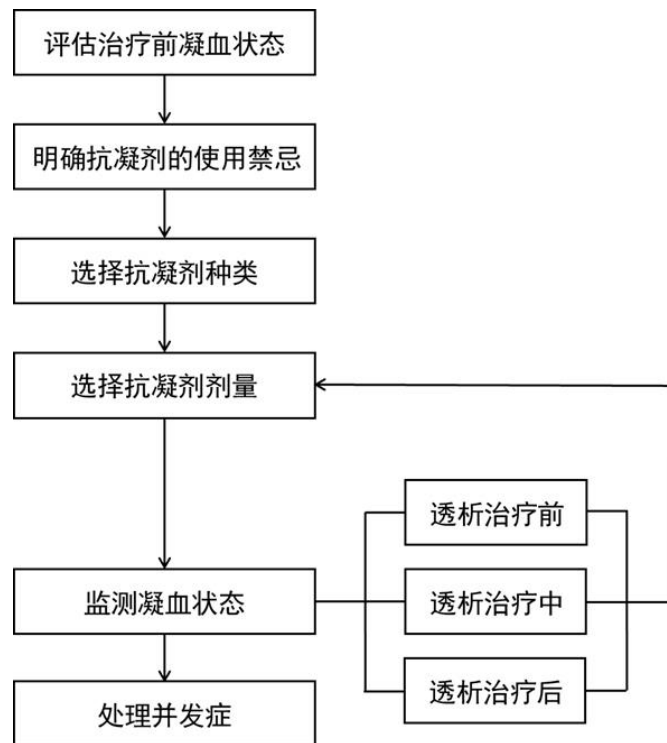 评估治疗前凝血状态
明确抗凝剂的使用禁忌
选择抗凝剂种类
选择抗凝剂剂量
透析治疗前
监测凝血状态
透析治疗中
透析治疗后
处理并发症